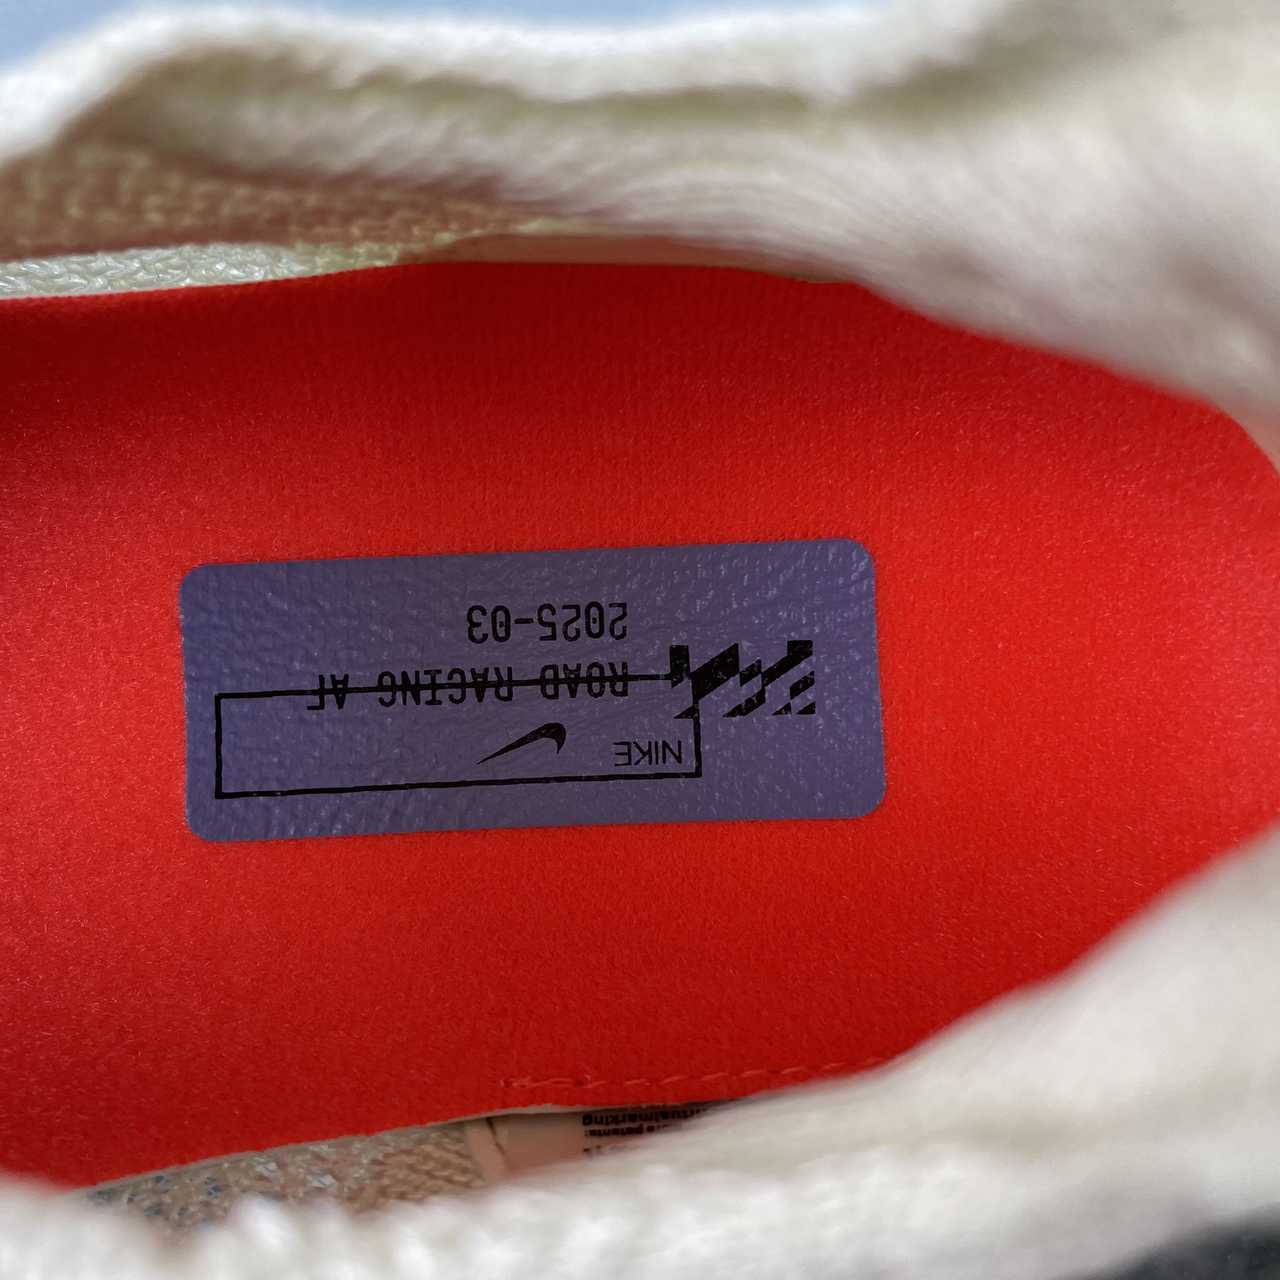 NIKE
ROAD RACING AF
2025-03